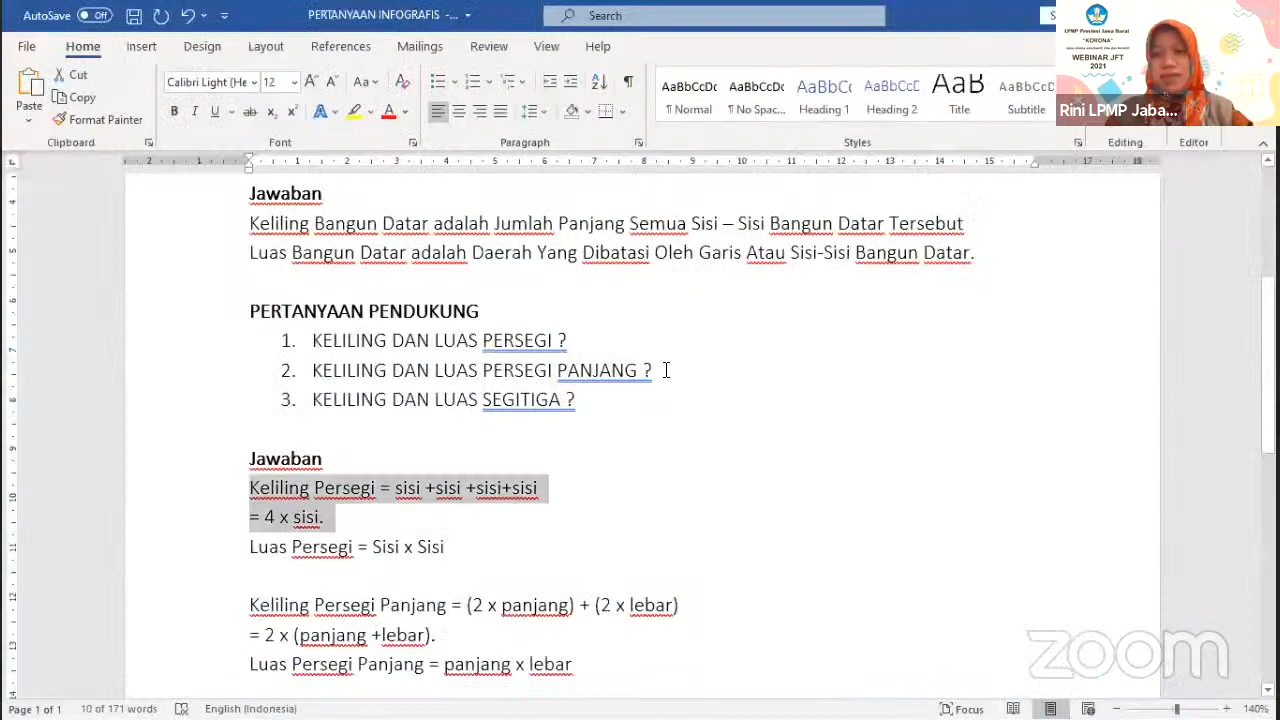 AutoSave Off PERTANYAAN INFOGRAFIS -... Search
File Home Insert Design Layout References Mailings Review View Help
Paste Cut Copy Format Painter
Calibri Light (He 12
B I U ab
Normal No Spac... Heading 1 Heading 2 Title Subtitle
Clipboard Font Paragraph Styles Editing Editor
LPMP Provinsi Jawa Barat
"KORONA"
WEBINAR JFT
2021
Rini LPMP Jaba...
Jawaban
Keliling Bangun Datar adalah Jumlah Panjang Semua Sisi – Sisi Bangun Datar Tersebut
Luas Bangun Datar adalah Daerah Yang Dibatasi Oleh Garis Atau Sisi-Sisi Bangun Datar.
PERTANYAAN PENDUKUNG
1. KELILING DAN LUAS PERSEGI ?
2. KELILING DAN LUAS PERSEGI PANJANG ?
3. KELILING DAN LUAS SEGITIGA ?
Jawaban
Keliling Persegi = sisi +sisi +sisi+sisi
= 4 x sisi.
Luas Persegi = Sisi x Sisi
Keliling Persegi Panjang = (2 x panjang) + (2 x lebar)
= 2 x (panjang +lebar).
Luas Persegi Panjang = panjang x lebar
zoom
Page 1 of 1 10 of 171 words English (Indonesia) Focus 140%